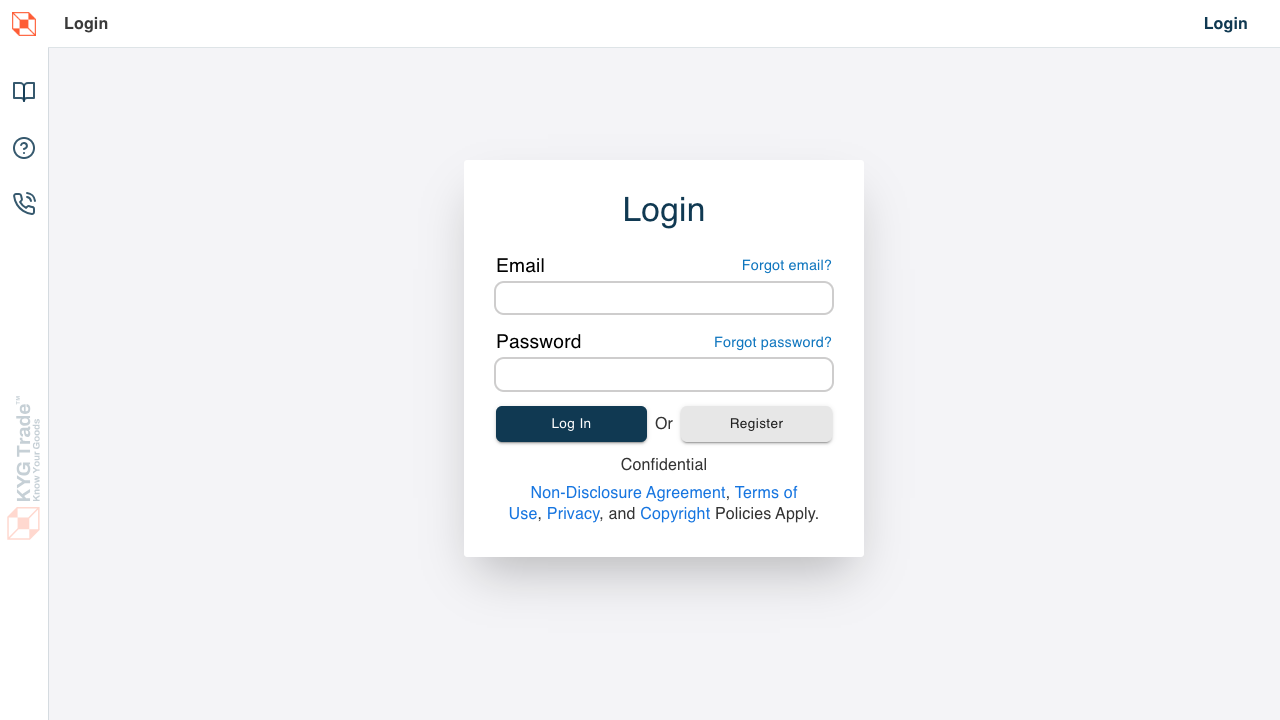 Login
Login
Login
Email
Forgot email?
Password
Forgot password?
Log In
Or
Register
Confidential
Non-Disclosure Agreement, Terms of
Use, Privacy, and Copyright Policies Apply.
KYG Trade™
Know Your Goods